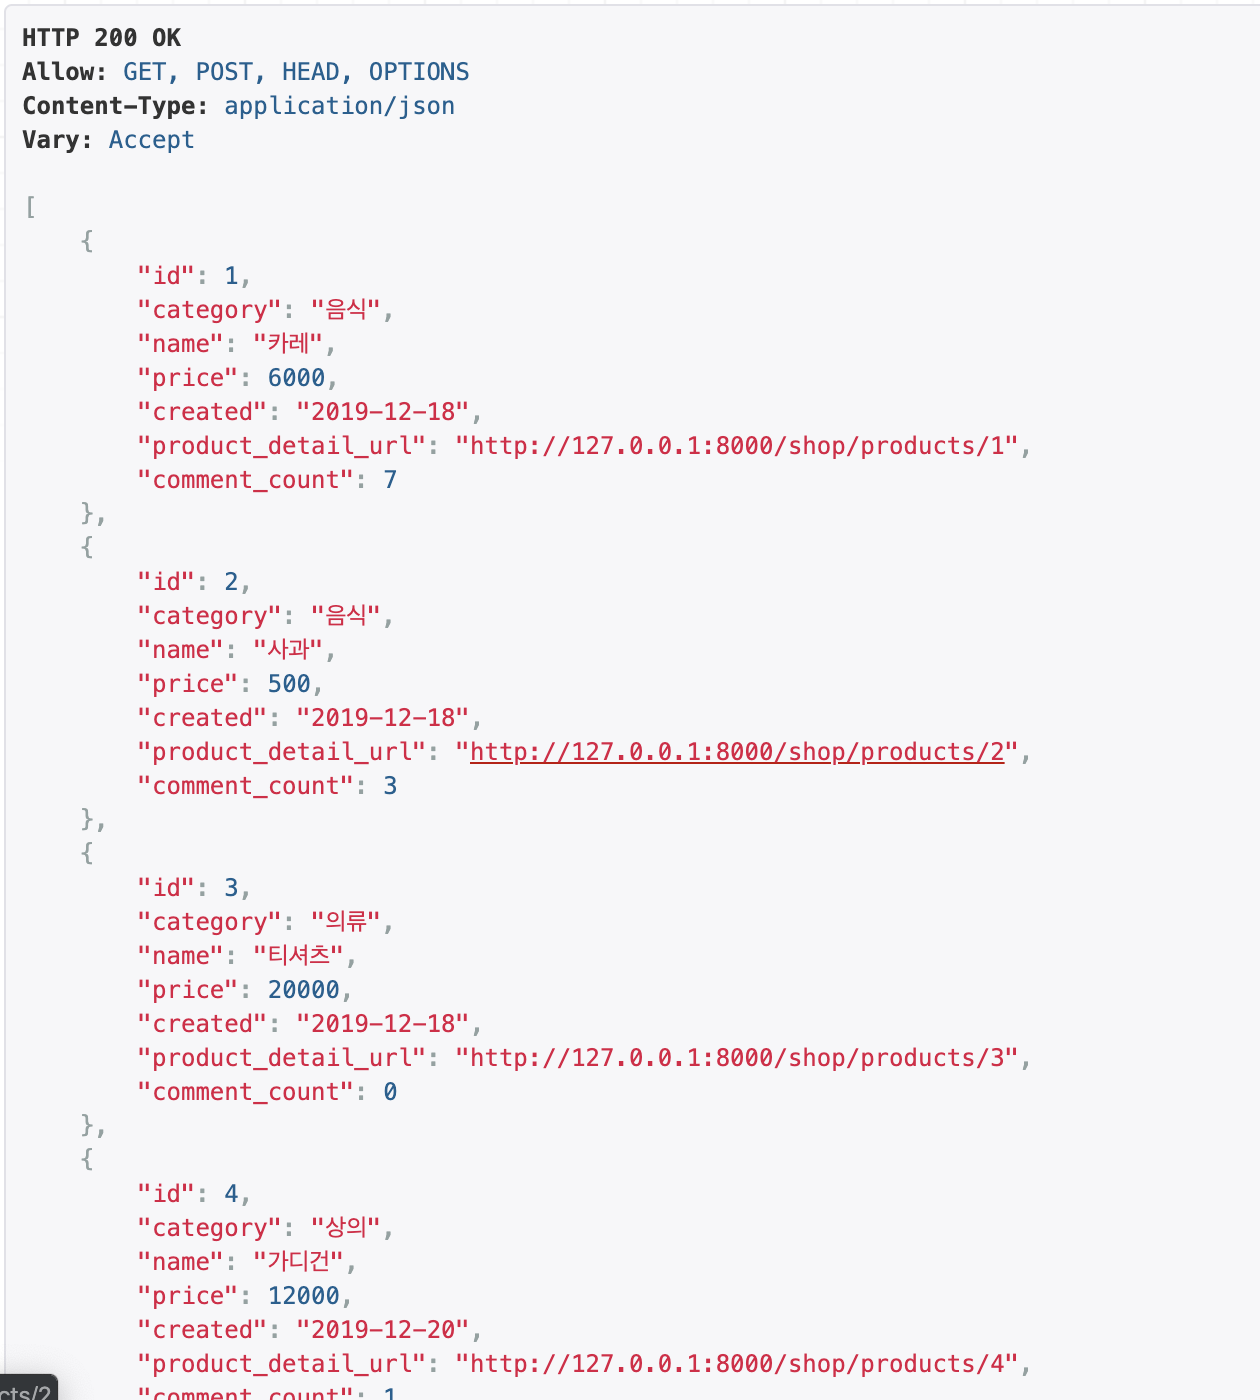 HTTP 200 OK
Allow: GET, POST, HEAD, OPTIONS
Content-Type: application/json
Vary: Accept
[
{
"id": 1,
"category": "음식",
"name": "카레",
"price": 6000,
"created": "2019-12-18",
"product_detail_url": "http://127.0.0.1:8000/shop/products/1",
"comment_count": 7
},
{
"id": 2,
"category": "음식",
"name": "사과",
"price": 500,
"created": "2019-12-18",
"product_detail_url": "http://127.0.0.1:8000/shop/products/2",
"comment_count": 3
},
{
"id": 3,
"category": "의류",
"name": "티셔츠",
"price": 20000,
"created": "2019-12-18",
"product_detail_url": "http://127.0.0.1:8000/shop/products/3",
"comment_count": 0
},
{
"id": 4,
"category": "상의",
"name": "가디건",
"price": 12000,
"created": "2019-12-20",
"product_detail_url": "http://127.0.0.1:8000/shop/products/4",
"comment_count": 1
cts/2